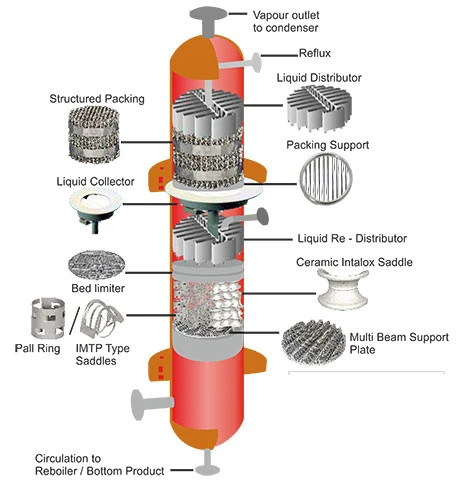 Vapour outlet
to condenser
Reflux
Liquid Distributor
Structured Packing
Packing Support
Liquid Collector
Liquid Re - Distributor
Ceramic Intalox Saddle
Bed limiter
Pall Ring / IMTP Type
Saddles
Multi Beam Support
Plate
Circulation to
Reboiler / Bottom Product